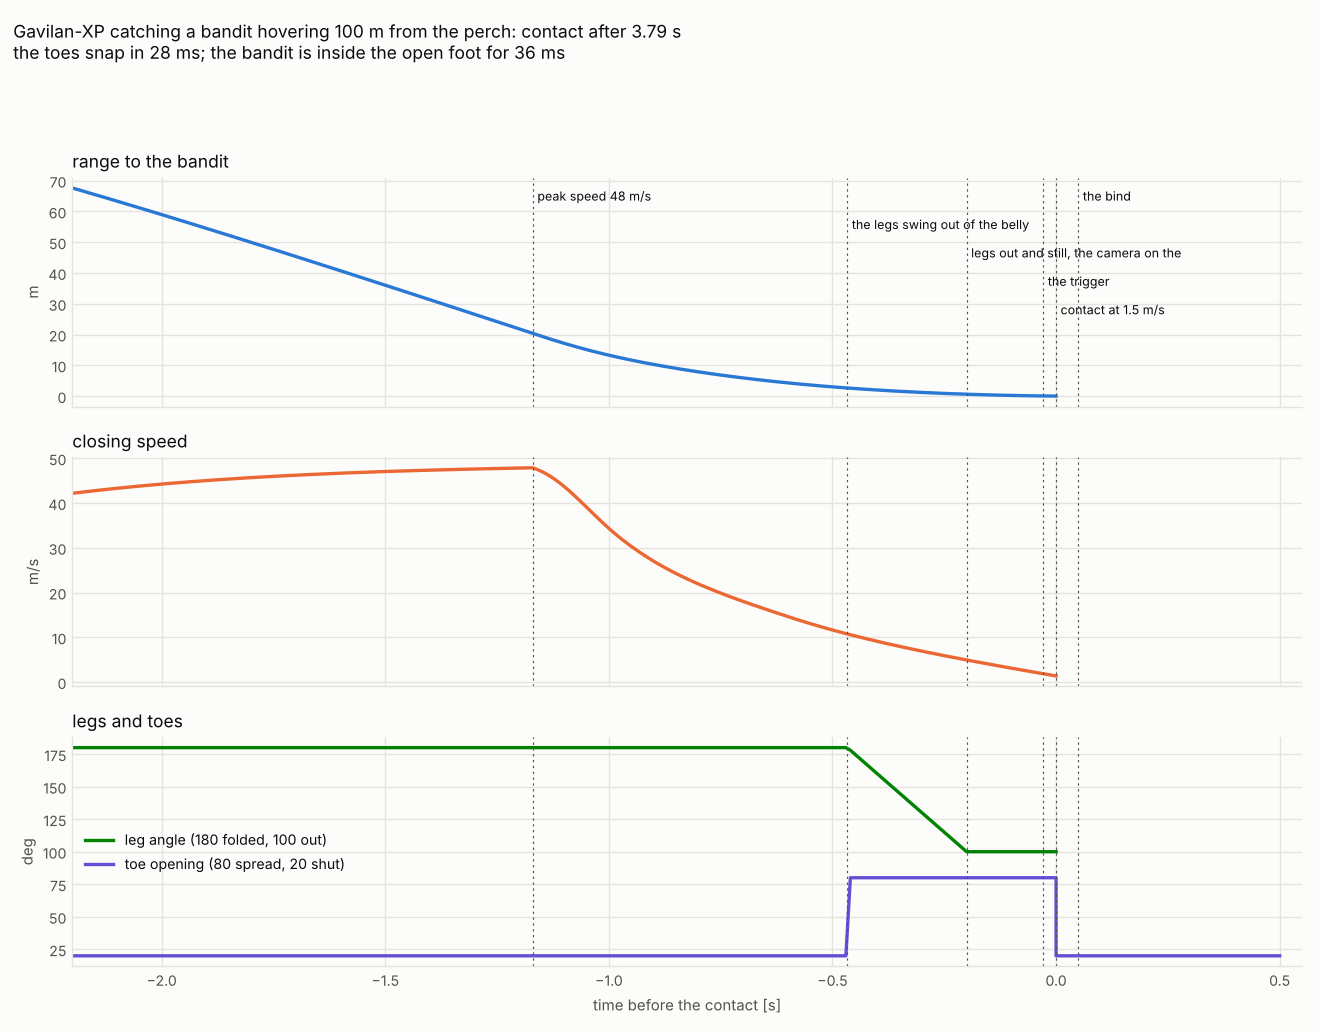 Gavilan-XP catching a bandit hovering 100 m from the perch: contact after 3.79 s
the toes snap in 28 ms; the bandit is inside the open foot for 36 ms
range to the bandit
70
60
50
40
30
20
10
0
m
peak speed 48 m/s
the bind
the legs swing out of the belly
legs out and still, the camera on the
the trigger
contact at 1.5 m/s
closing speed
50
40
30
20
10
0
m/s
legs and toes
175
150
125
100
75
50
25
deg
leg angle (180 folded, 100 out)
toe opening (80 spread, 20 shut)
−2.0
−1.5
−1.0
−0.5
0.0
0.5
time before the contact [s]